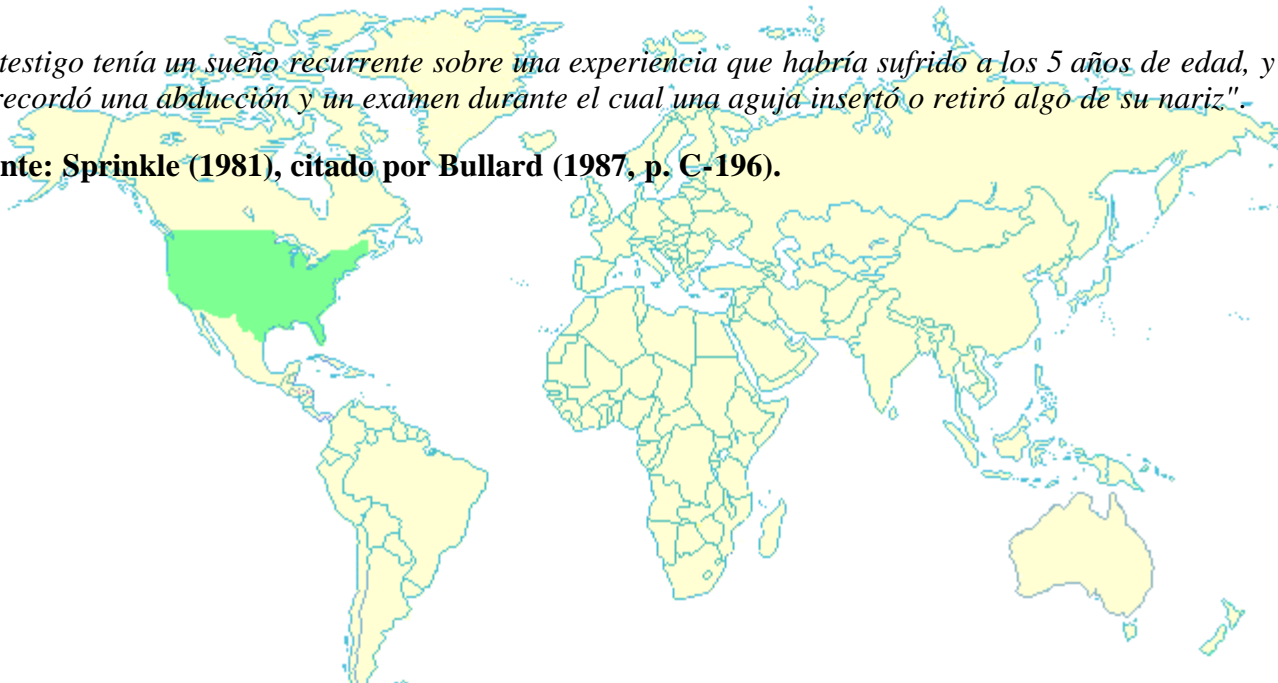 testigo tenía un sueño recurrente sobre una experiencia que habría sufrido a los 5 años de edad, y
recordó una abducción y un examen durante el cual una aguja insertó o retiró algo de su nariz".
nte: Sprinkle (1981), citado por Bullard (1987, p. C-196).